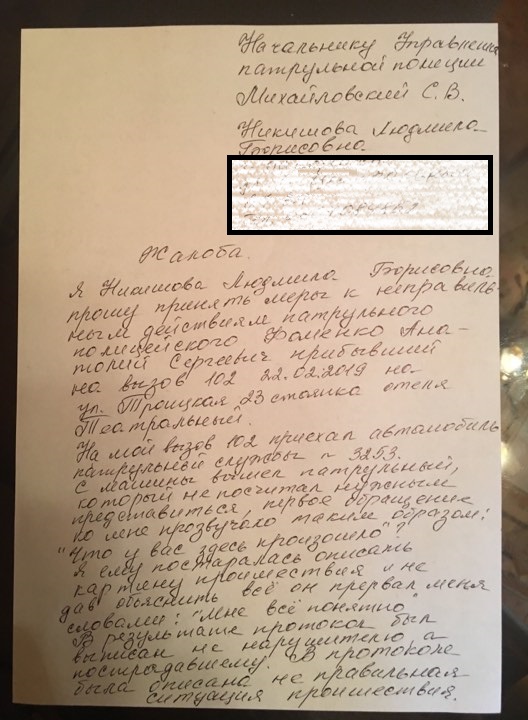 Начальнику Управления
патрульной полиции
Михайловский С.В.
Никишова Людмила
Борисовна
Жалоба.
Я Никишова Людмила Борисовна
прошу принять меры к неправиль-
ным действиям патрульного
полицейского Фоменко Ана-
толий Сергеевич прибывший
на вызов 102 22.02.2019 на
ул. Троицкая 23 стоянка отеля
Театральный.
На мой вызов 102 приехал автомобиль
патрульной службы ~ 3253.
С машины вышел патрульный,
который не посчитал нужным
представиться, первое обращение
ко мне прозвучало таким образом:
"Что у вас здесь произошло"?
Я ему постаралась описать
картину проишествия и не
дав объяснить всё он прервал меня
словами: "Мне всё понятно"
В результате протокол был
выписан не нарушителю а
пострадавшему. В протоколе
была описана не правильная
ситуация проишествия.